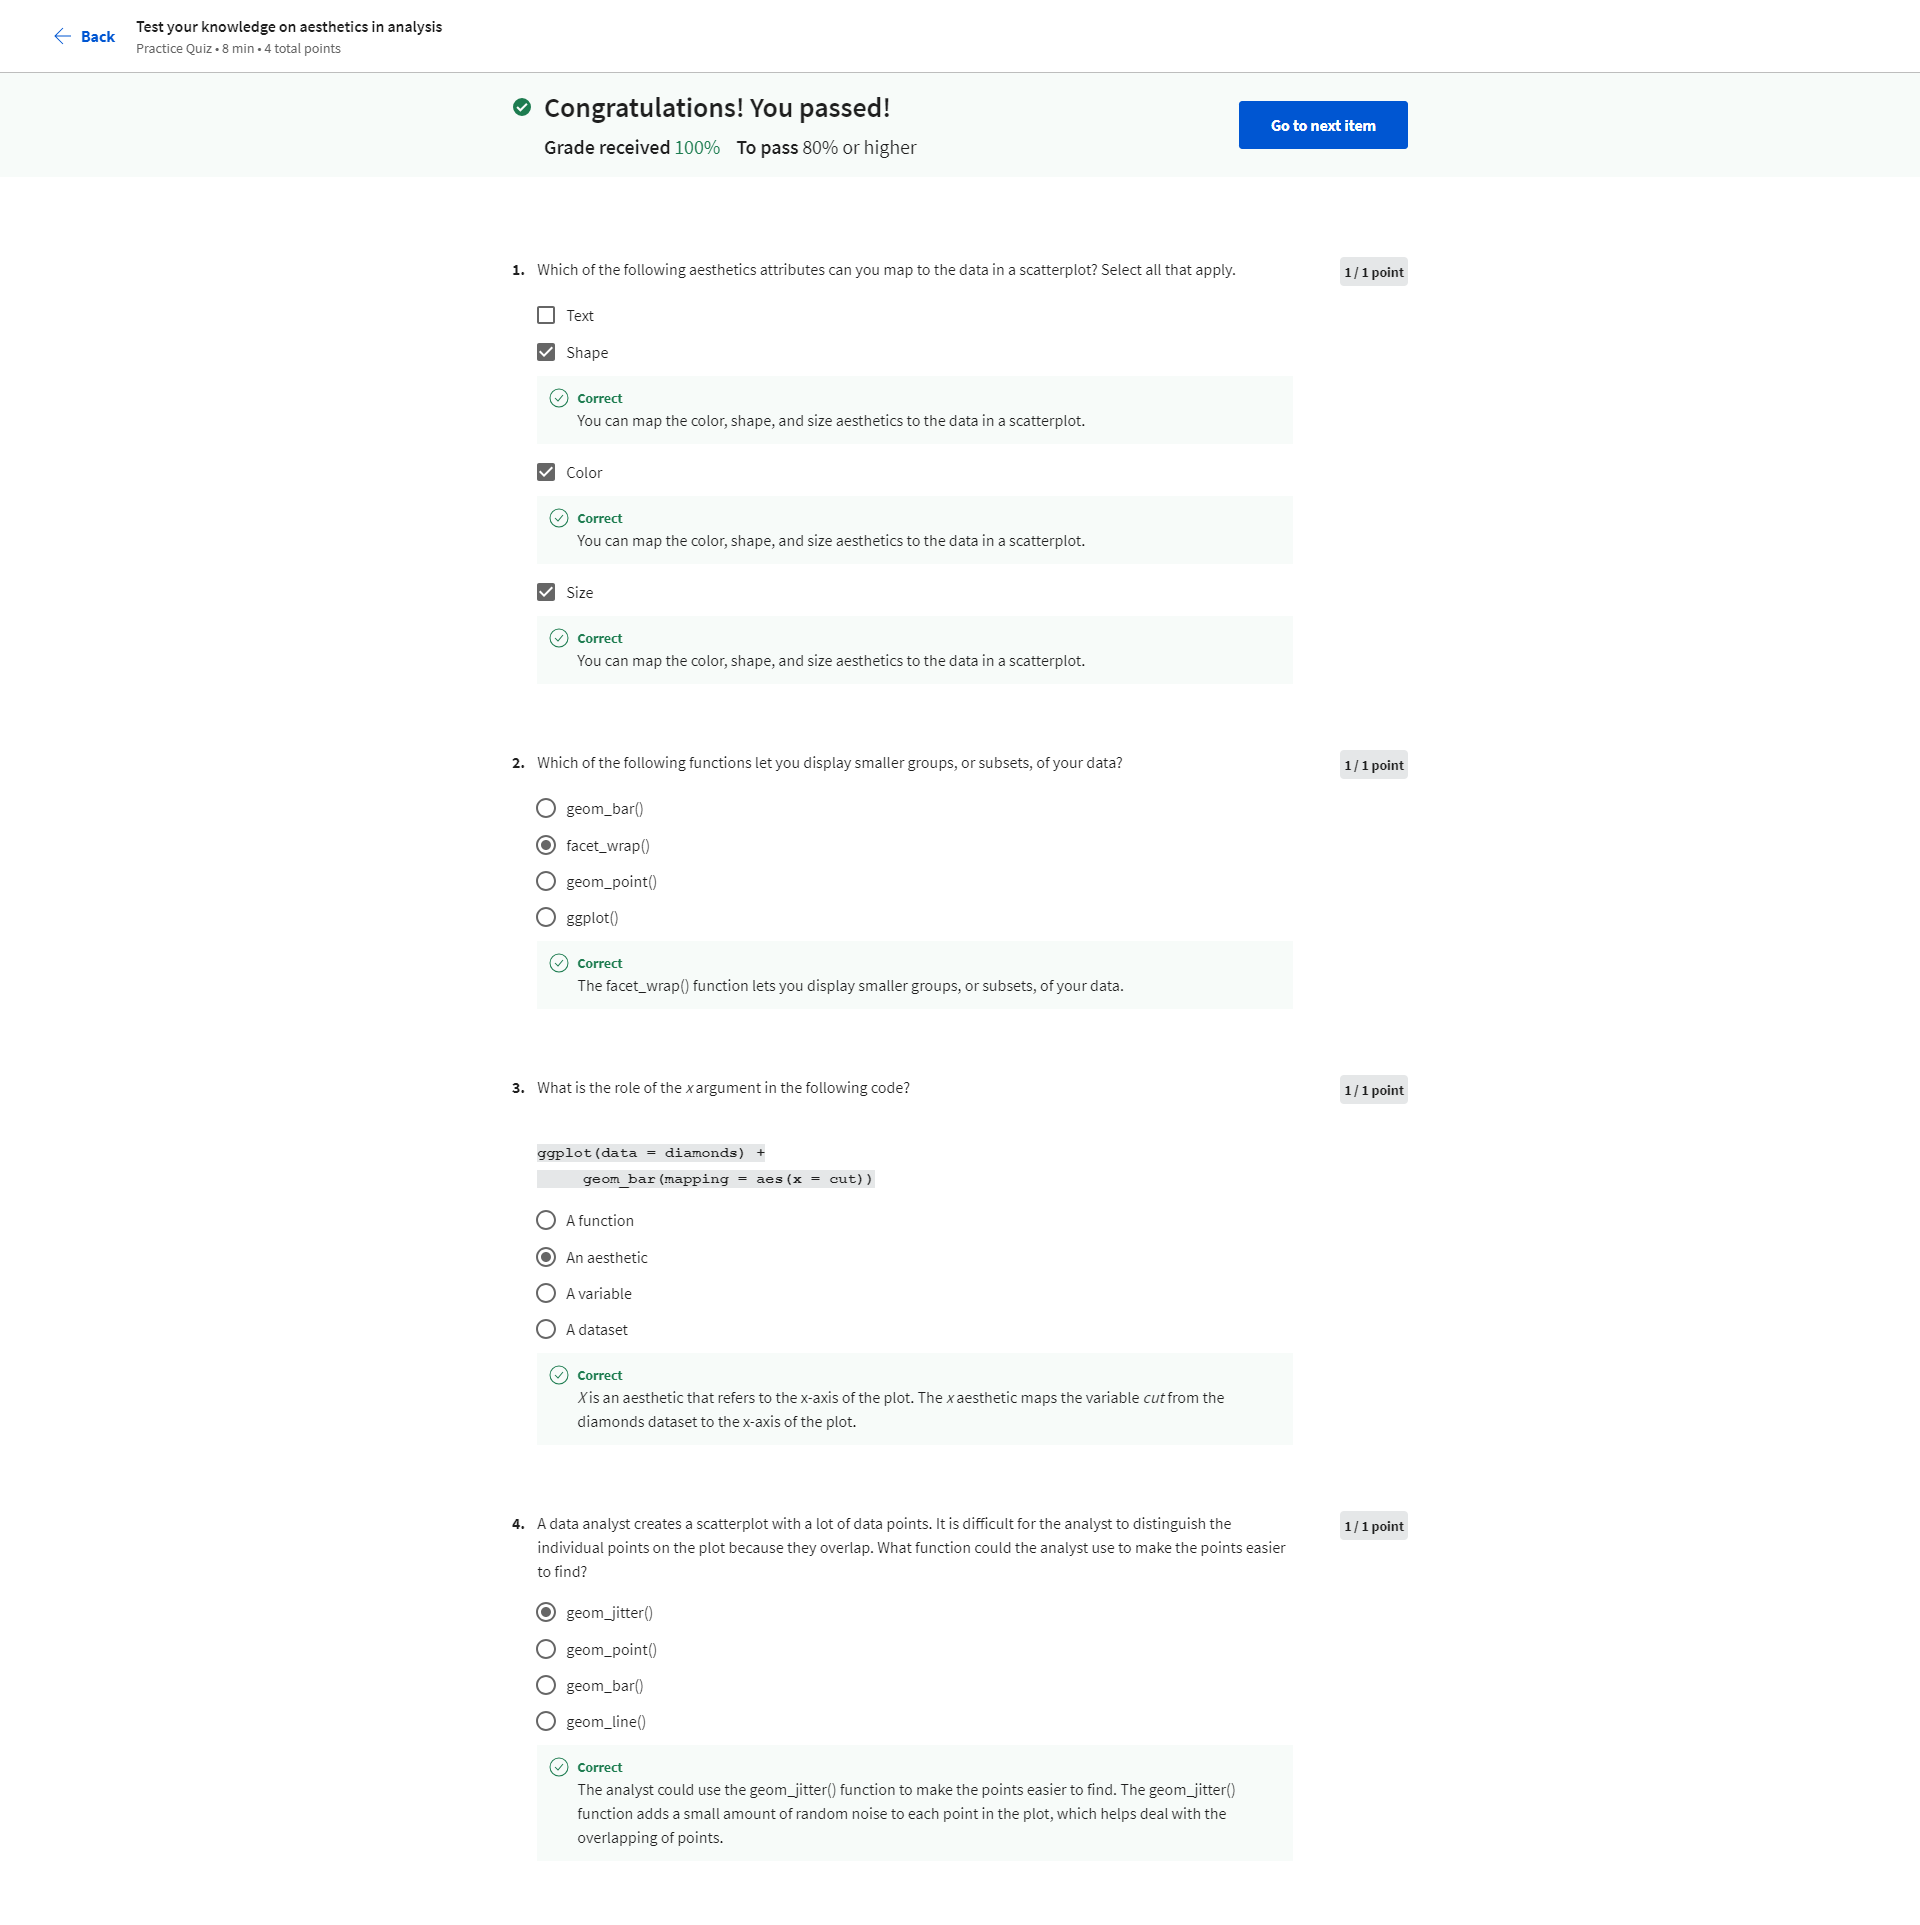 Back
Test your knowledge on aesthetics in analysis
Practice Quiz • 8 min • 4 total points
Congratulations! You passed!
Grade received 100% To pass 80% or higher
Go to next item
1. Which of the following aesthetics attributes can you map to the data in a scatterplot? Select all that apply.
1 / 1 point
Text
Shape
Correct
You can map the color, shape, and size aesthetics to the data in a scatterplot.
Color
Correct
You can map the color, shape, and size aesthetics to the data in a scatterplot.
Size
Correct
You can map the color, shape, and size aesthetics to the data in a scatterplot.
2. Which of the following functions let you display smaller groups, or subsets, of your data?
1 / 1 point
geom_bar()
facet_wrap()
geom_point()
ggplot()
Correct
The facet_wrap() function lets you display smaller groups, or subsets, of your data.
3. What is the role of the x argument in the following code?
1 / 1 point
ggplot(data = diamonds) +
geom_bar(mapping = aes(x = cut))
A function
An aesthetic
A variable
A dataset
Correct
X is an aesthetic that refers to the x-axis of the plot. The x aesthetic maps the variable cut from the
diamonds dataset to the x-axis of the plot.
4. A data analyst creates a scatterplot with a lot of data points. It is difficult for the analyst to distinguish the
individual points on the plot because they overlap. What function could the analyst use to make the points easier
to find?
1 / 1 point
geom_jitter()
geom_point()
geom_bar()
geom_line()
Correct
The analyst could use the geom_jitter() function to make the points easier to find. The geom_jitter()
function adds a small amount of random noise to each point in the plot, which helps deal with the
overlapping of points.